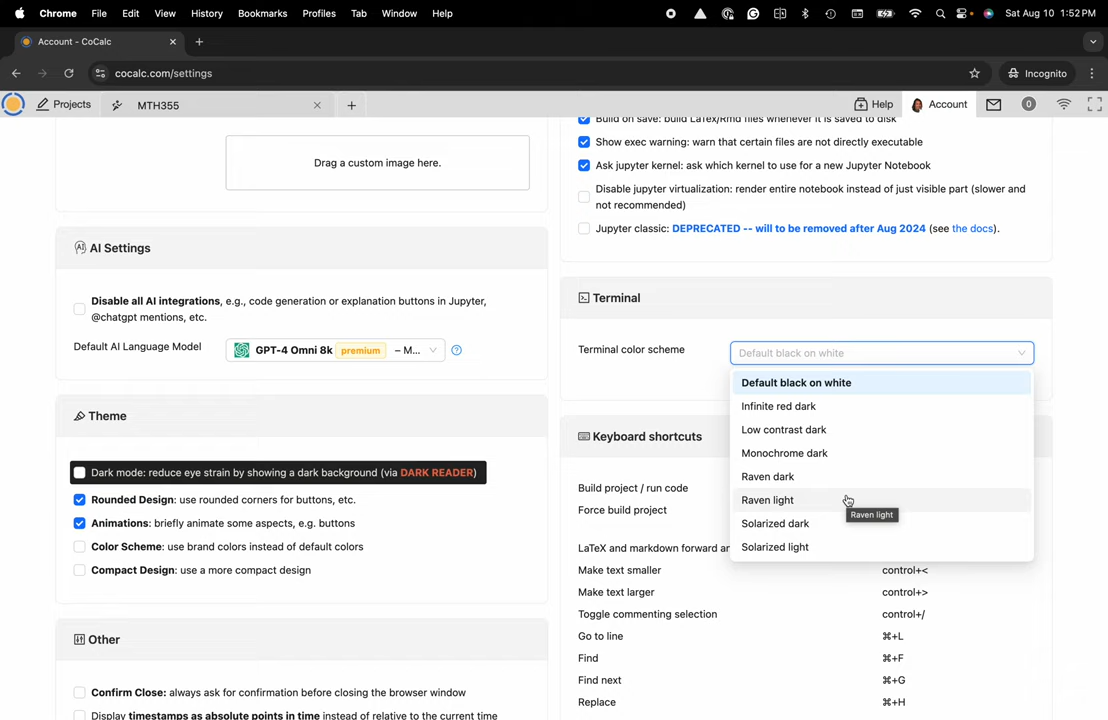 Chrome File Edit View History Bookmarks Profiles Tab Window Help Sat Aug 10 1:52 PM
Account - CoCalc
cocalc.com/settings Incognito
Projects MTH355 Help Account 0
Build on save: build LaTex/Rmd files whenever it is saved to disk
Drag a custom image here.
Show exec warning: warn that certain files are not directly executable
Ask jupyter kernel: ask which kernel to use for a new Jupyter Notebook
Disable jupyter virtualization: render entire notebook instead of just visible part (slower and
not recommended)
Jupyter classic: DEPRECATED -- will to be removed after Aug 2024 (see the docs).
AI Settings
Disable all AI integrations, e.g., code generation or explanation buttons in Jupyter,
@chatgpt mentions, etc.
Default AI Language Model GPT-4 Omni 8k premium – M...
Theme
Dark mode: reduce eye strain by showing a dark background (via DARK READER)
Rounded Design: use rounded corners for buttons, etc.
Animations: briefly animate some aspects, e.g. buttons
Color Scheme: use brand colors instead of default colors
Compact Design: use a more compact design
Other
Confirm Close: always ask for confirmation before closing the browser window
Display timestamps as absolute points in time instead of relative to the current time
Terminal
Terminal color scheme Default black on white
Default black on white
Infinite red dark
Low contrast dark
Monochrome dark
Raven dark
Raven light
Raven light
Solarized dark
Solarized light
Keyboard shortcuts
Build project / run code
Force build project
LaTeX and markdown forward
Make text smaller control+<
Make text larger control+>
Toggle commenting selection control+/
Go to line ⌘+L
Find ⌘+F
Find next ⌘+G
Replace ⌘+H